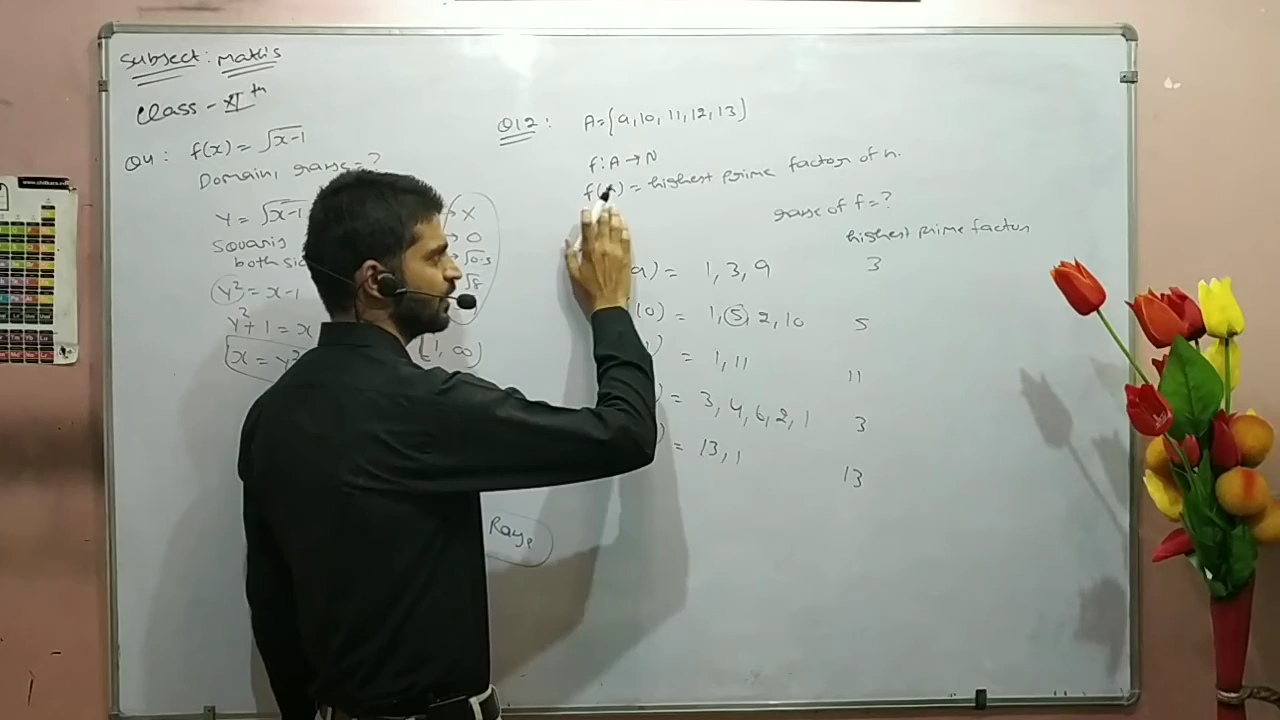 Subject: Maths
Class - XIth
Q4: f(x) = √x-1
Domain, range = ?
y = √x-1
Squaring
both si
y² = x-1
y²+1 = x
x = y²
X
0
√0.5
√8
[1, ∞)
Range
Q12: A={9,10,11,12,13}
f: A→N
f( ) = highest prime factor of n.
range of f=?
highest prime factor
9) = 1, 3, 9 3
10) = 1, 5, 2, 10 5
) = 1, 11 11
) = 3, 4, 6, 2, 1 3
) = 13, 1 13